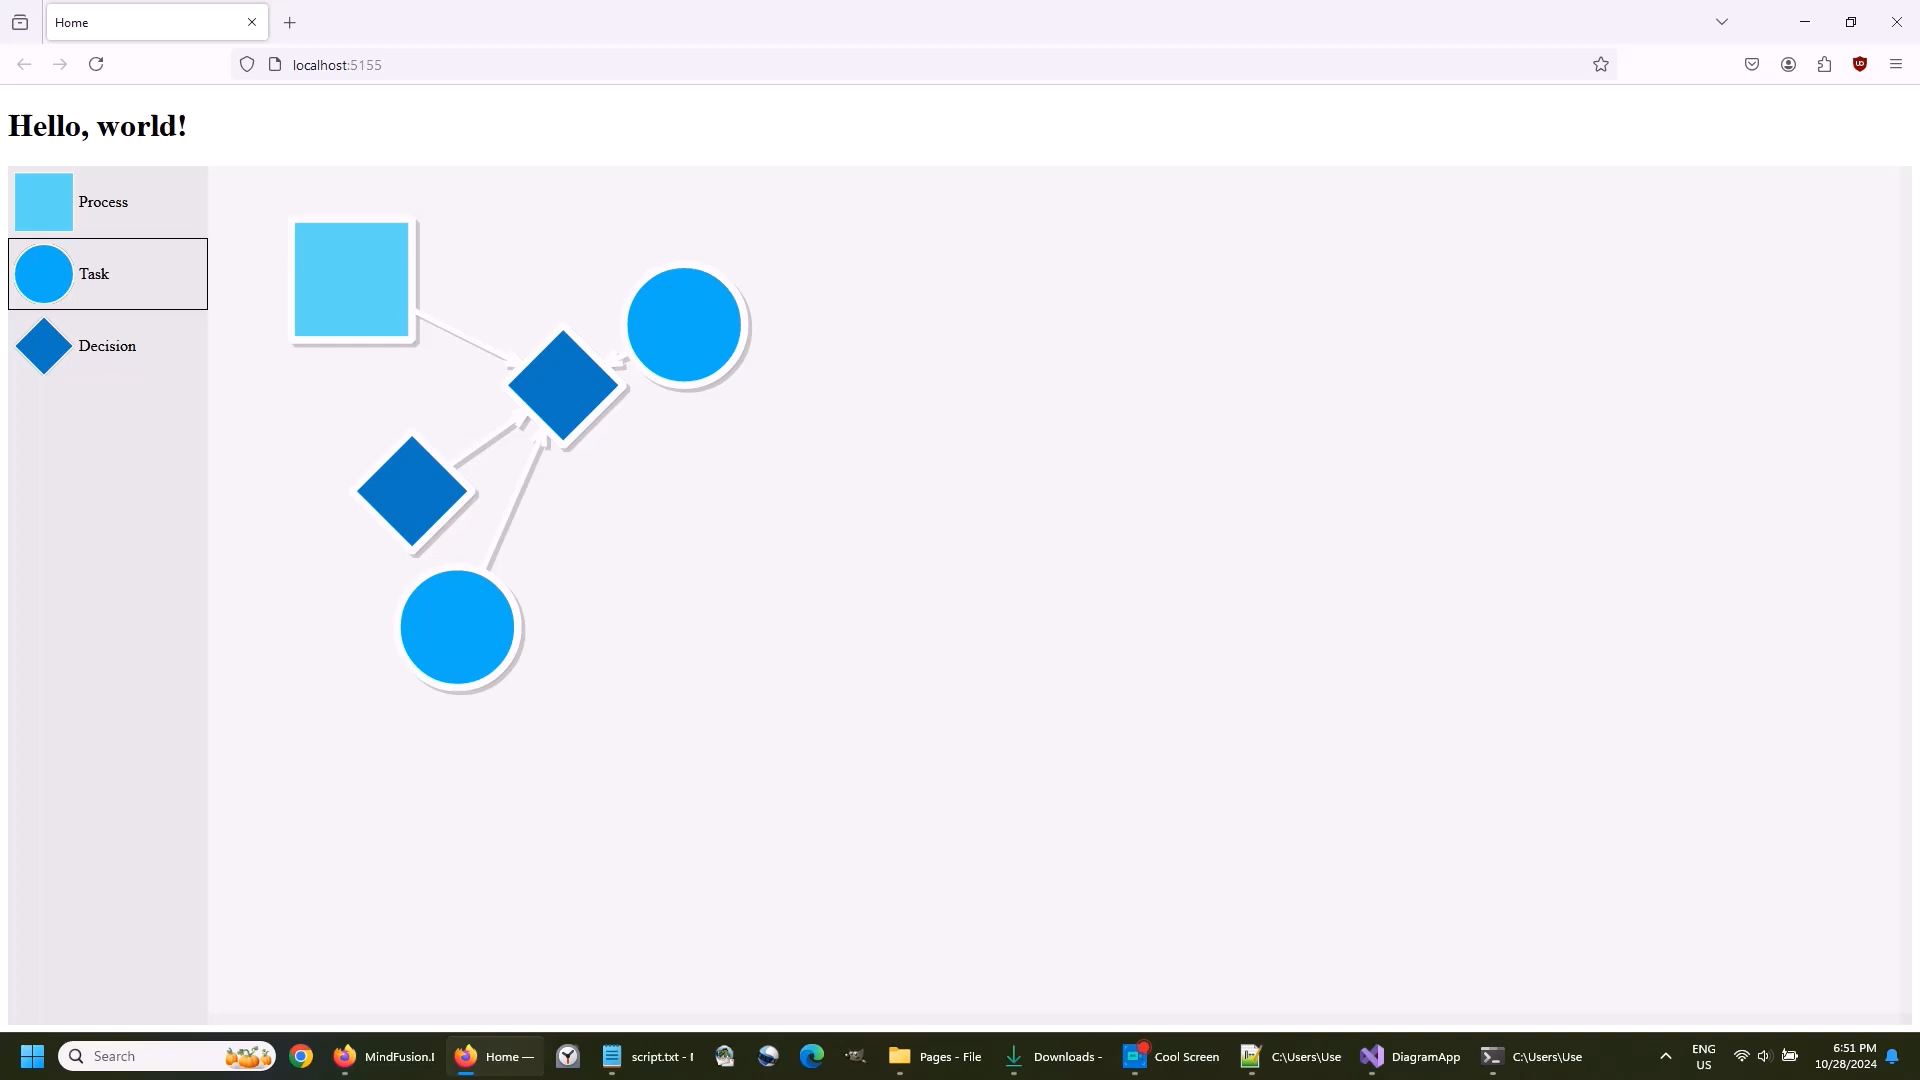 Home
localhost:5155
Hello, world!
Process
Task
Decision
Search
MindFusion.I
Home —
script.txt - I
Pages - File
Downloads -
Cool Screen
C:\Users\Use
DiagramApp
C:\Users\Use
ENG
US
6:51 PM
10/28/2024